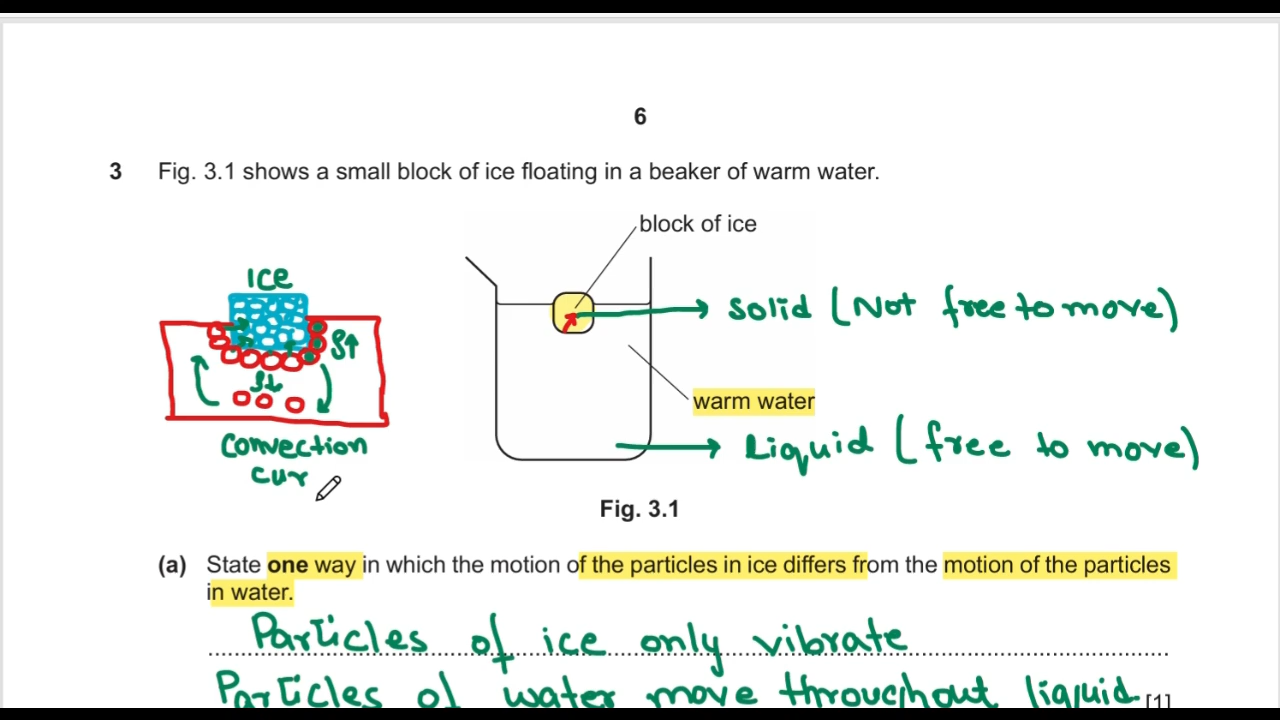 6
3 Fig. 3.1 shows a small block of ice floating in a beaker of warm water.
block of ice
Ice
Solid (Not free to move)
ρ↑
ρ↓
warm water
Liquid (free to move)
Convection
cur
Fig. 3.1
(a) State one way in which the motion of the particles in ice differs from the motion of the particles
in water.
Particles of ice only vibrate
Particles of water move throughout liquid
[1]